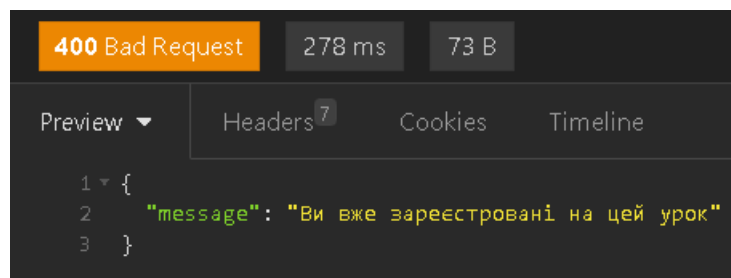 400 Bad Request 278 ms 73 B
Preview Headers 7 Cookies Timeline
1 {
2 "message": "Ви вже зареєстровані на цей урок"
3 }